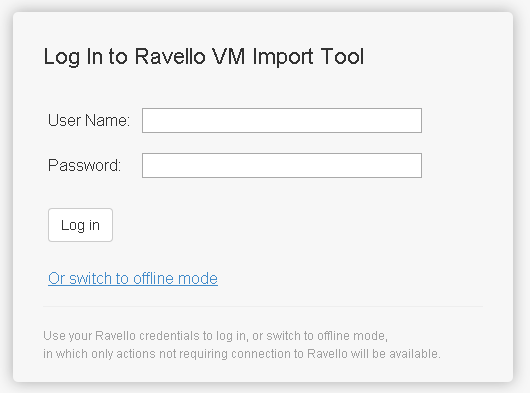 Log In to Ravello VM Import Tool
User Name:
Password:
Log in
Or switch to offline mode
Use your Ravello credentials to log in, or switch to offline mode,
in which only actions not requiring connection to Ravello will be available.